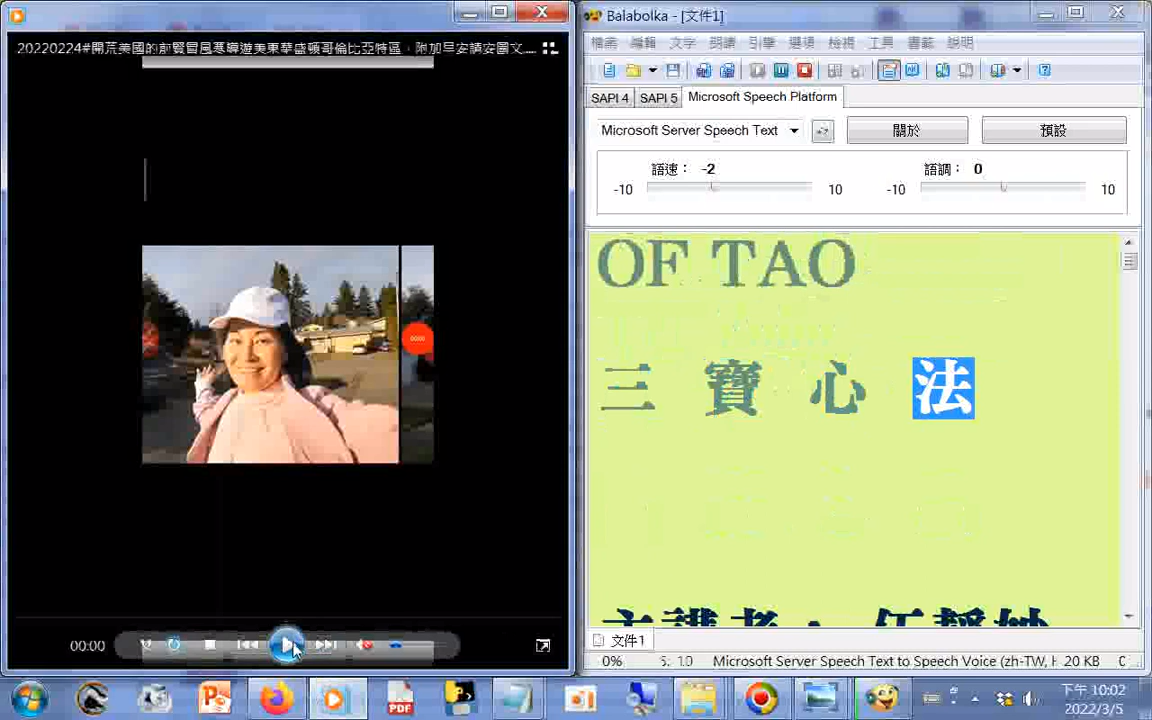 20220224#開荒美國的前賢冒風寒導遊美東華盛頓哥倫比亞特區，附加早安請安圖文...
00:00
Balabolka - [文件1]
檔案 編輯 文字 朗讀 引擎 選項 檢視 工具 書籤 說明
SAPI 4 SAPI 5 Microsoft Speech Platform
Microsoft Server Speech Text
關於
預設
語速： -2
語調： 0
-10 10 -10 10
OF TAO
三 寶 心 法
文件1
0% 5: 10 Microsoft Server Speech Text to Speech Voice (zh-TW, H 20 KB
下午 10:02
2022/3/5